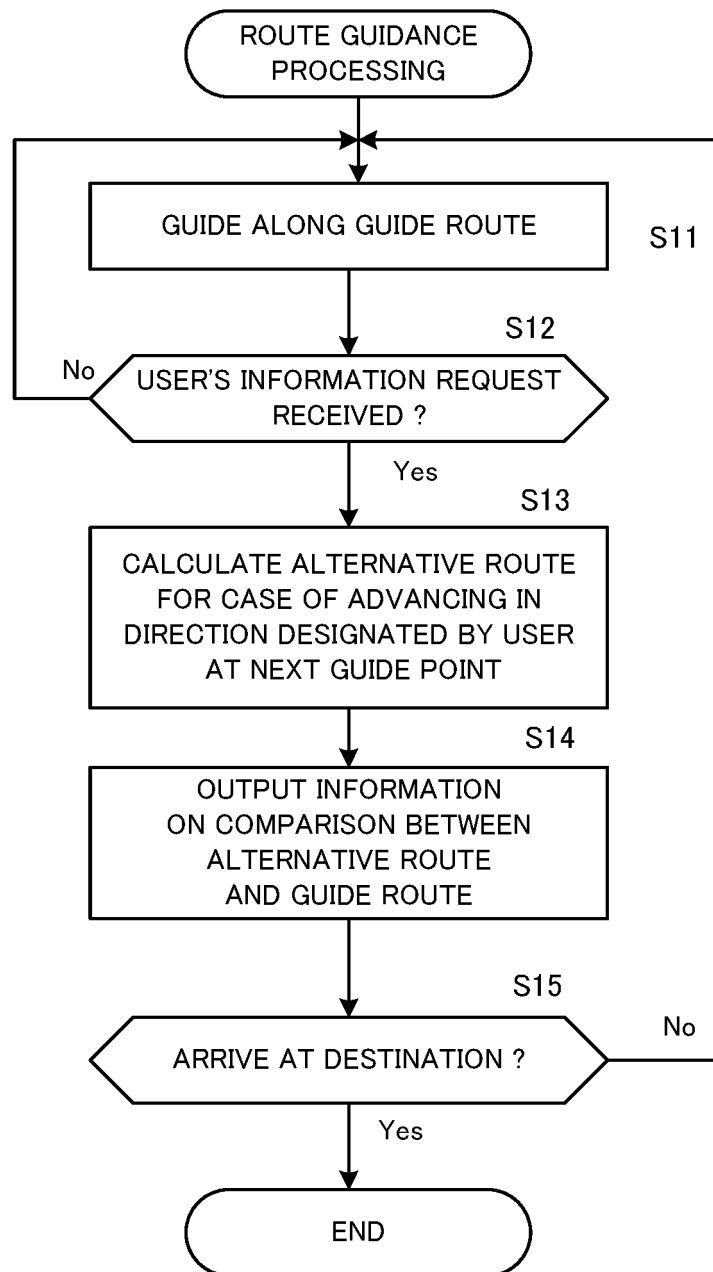 ROUTE GUIDANCE
PROCESSING
GUIDE ALONG GUIDE ROUTE
S11
S12
No
USER'S INFORMATION REQUEST
RECEIVED ?
Yes
S13
CALCULATE ALTERNATIVE ROUTE
FOR CASE OF ADVANCING IN
DIRECTION DESIGNATED BY USER
AT NEXT GUIDE POINT
S14
OUTPUT INFORMATION
ON COMPARISON BETWEEN
ALTERNATIVE ROUTE
AND GUIDE ROUTE
S15
No
ARRIVE AT DESTINATION ?
Yes
END